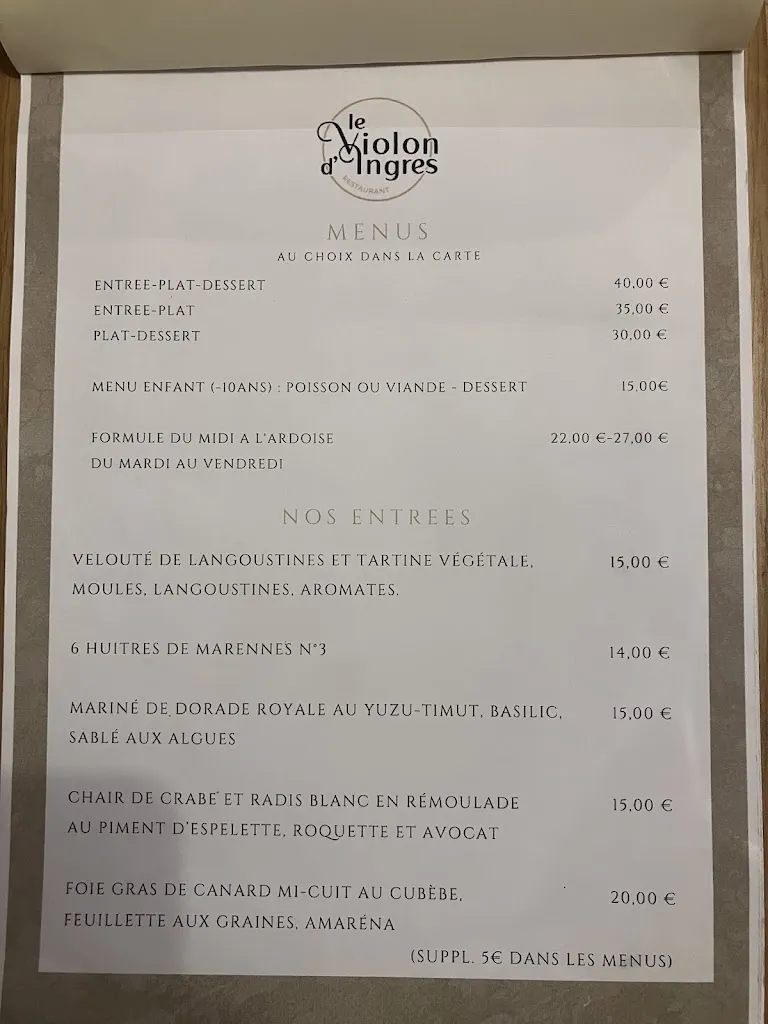 le
Violon
d'Ingres
RESTAURANT
MENUS
AU CHOIX DANS LA CARTE
ENTREE-PLAT-DESSERT 40,00 €
ENTREE-PLAT 35,00 €
PLAT-DESSERT 30,00 €
MENU ENFANT (-10ANS) : POISSON OU VIANDE - DESSERT 15,00€
FORMULE DU MIDI A L'ARDOISE 22,00 €-27,00 €
DU MARDI AU VENDREDI
NOS ENTREES
VELOUTÉ DE LANGOUSTINES ET TARTINE VÉGÉTALE, 15,00 €
MOULES, LANGOUSTINES, AROMATES.
6 HUITRES DE MARENNES N°3 14,00 €
MARINÉ DE DORADE ROYALE AU YUZU-TIMUT, BASILIC, 15,00 €
SABLÉ AUX ALGUES
CHAIR DE CRABE ET RADIS BLANC EN RÉMOULADE 15,00 €
AU PIMENT D'ESPELETTE, ROQUETTE ET AVOCAT
FOIE GRAS DE CANARD MI-CUIT AU CUBÈBE, 20,00 €
FEUILLETTE AUX GRAINES, AMARÉNA
(SUPPL. 5€ DANS LES MENUS)